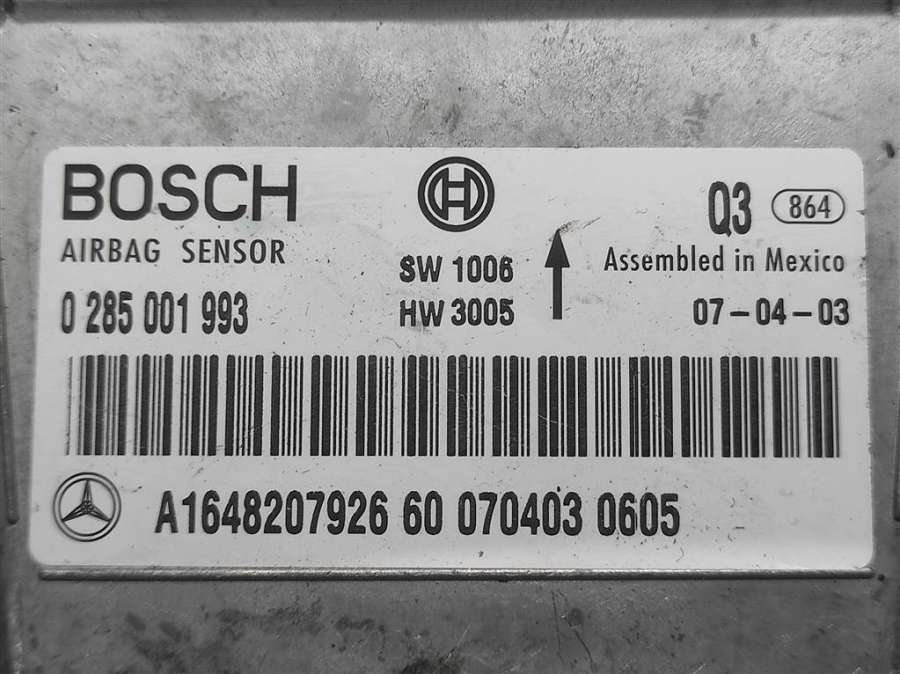 BOSCH
AIRBAG SENSOR
0 285 001 993
SW 1006
HW 3005
Q3 864
Assembled in Mexico
07-04-03
A1648207926 60 070403 0605